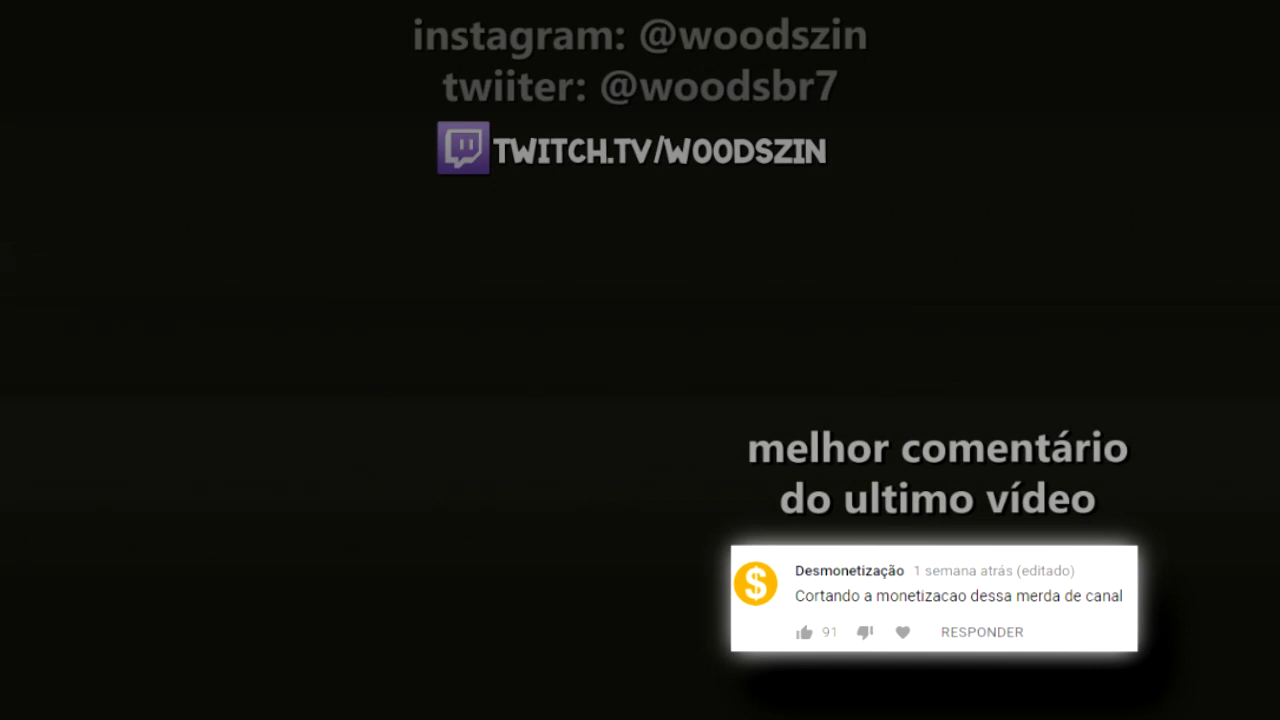 instagram: @woodszin
twiiter: @woodsbr7
TWITCH.TV/WOODSZIN
melhor comentário
do ultimo vídeo
Desmonetização 1 semana atrás (editado)
Cortando a monetizacao dessa merda de canal
91 RESPONDER